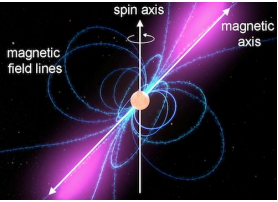 spin axis
magnetic
axis
magnetic
field lines